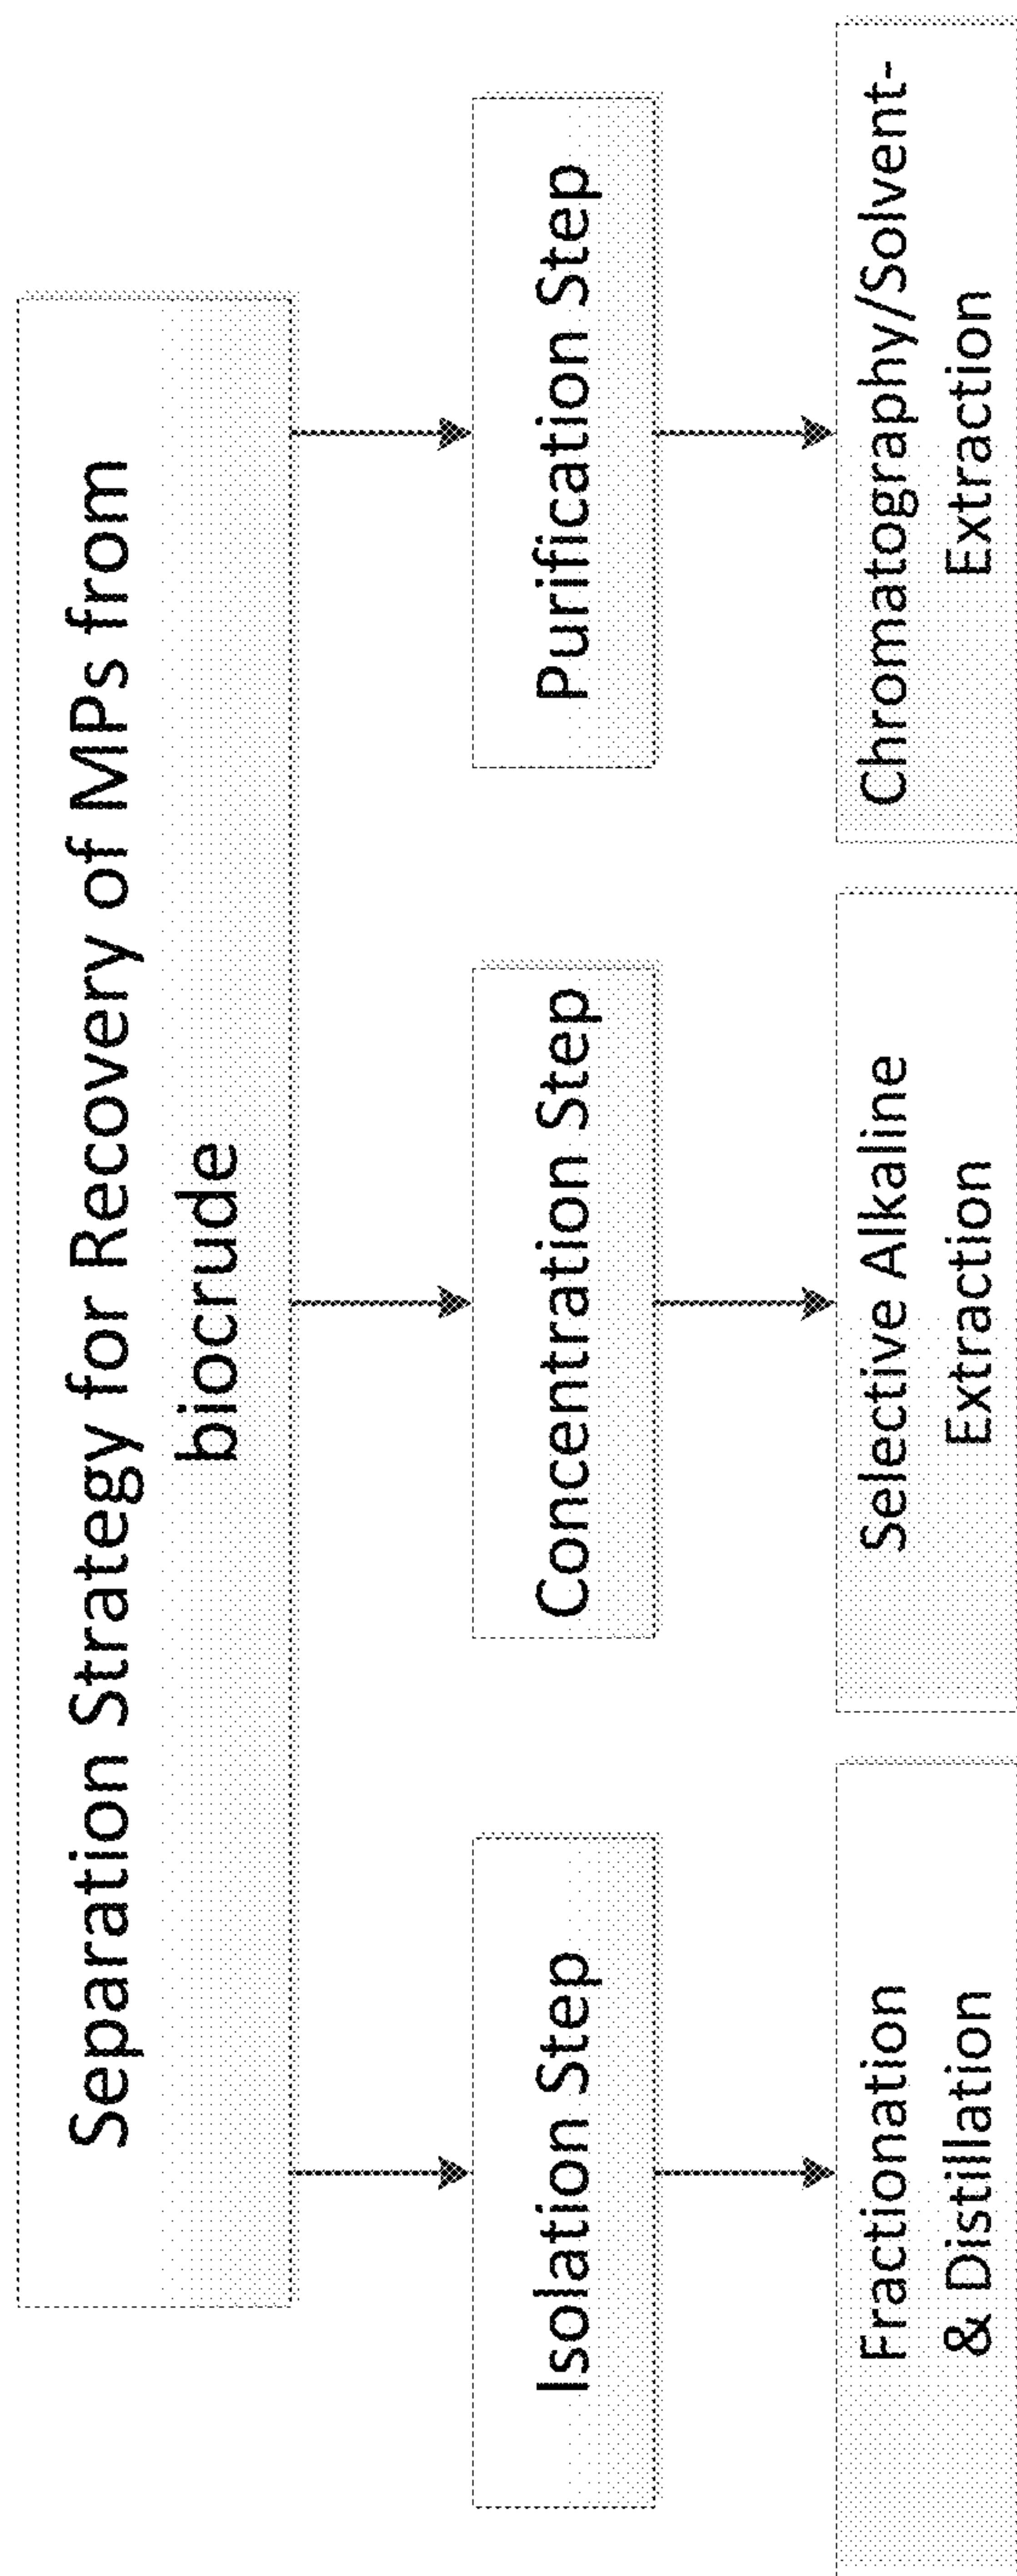 Separation Strategy for Recovery of MPs from
biocrude
Isolation Step
Concentration Step
Purification Step
Fractionation
& Distillation
Selective Alkaline
Extraction
Chromatography/Solvent-
Extraction